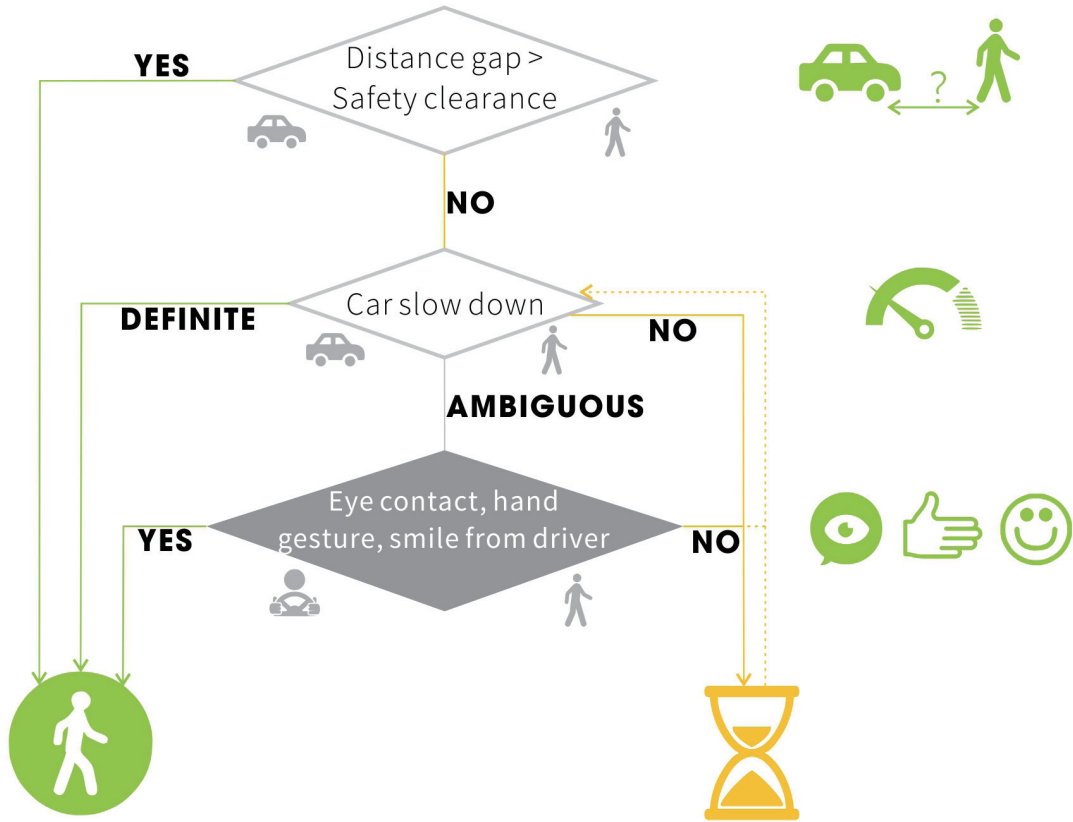 YES
Distance gap >
Safety clearance
?
NO
Car slow down
DEFINITE
NO
AMBIGUOUS
Eye contact, hand
gesture, smile from driver
YES
NO